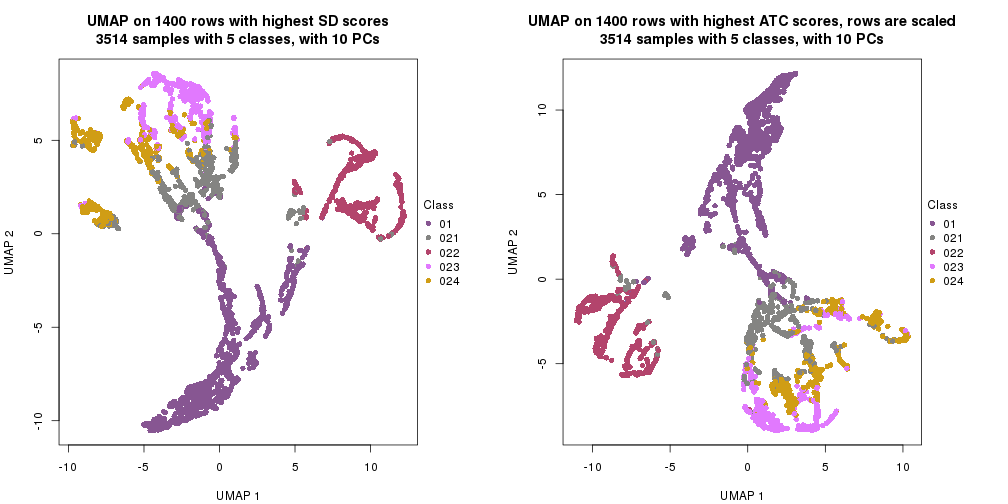 UMAP on 1400 rows with highest SD scores
3514 samples with 5 classes, with 10 PCs
5
0
-5
-10
UMAP 2
-10
-5
0
5
10
UMAP 1
Class
01
021
022
023
024
UMAP on 1400 rows with highest ATC scores, rows are scaled
3514 samples with 5 classes, with 10 PCs
10
5
0
-5
UMAP 2
-10
-5
0
5
10
UMAP 1
Class
01
021
022
023
024